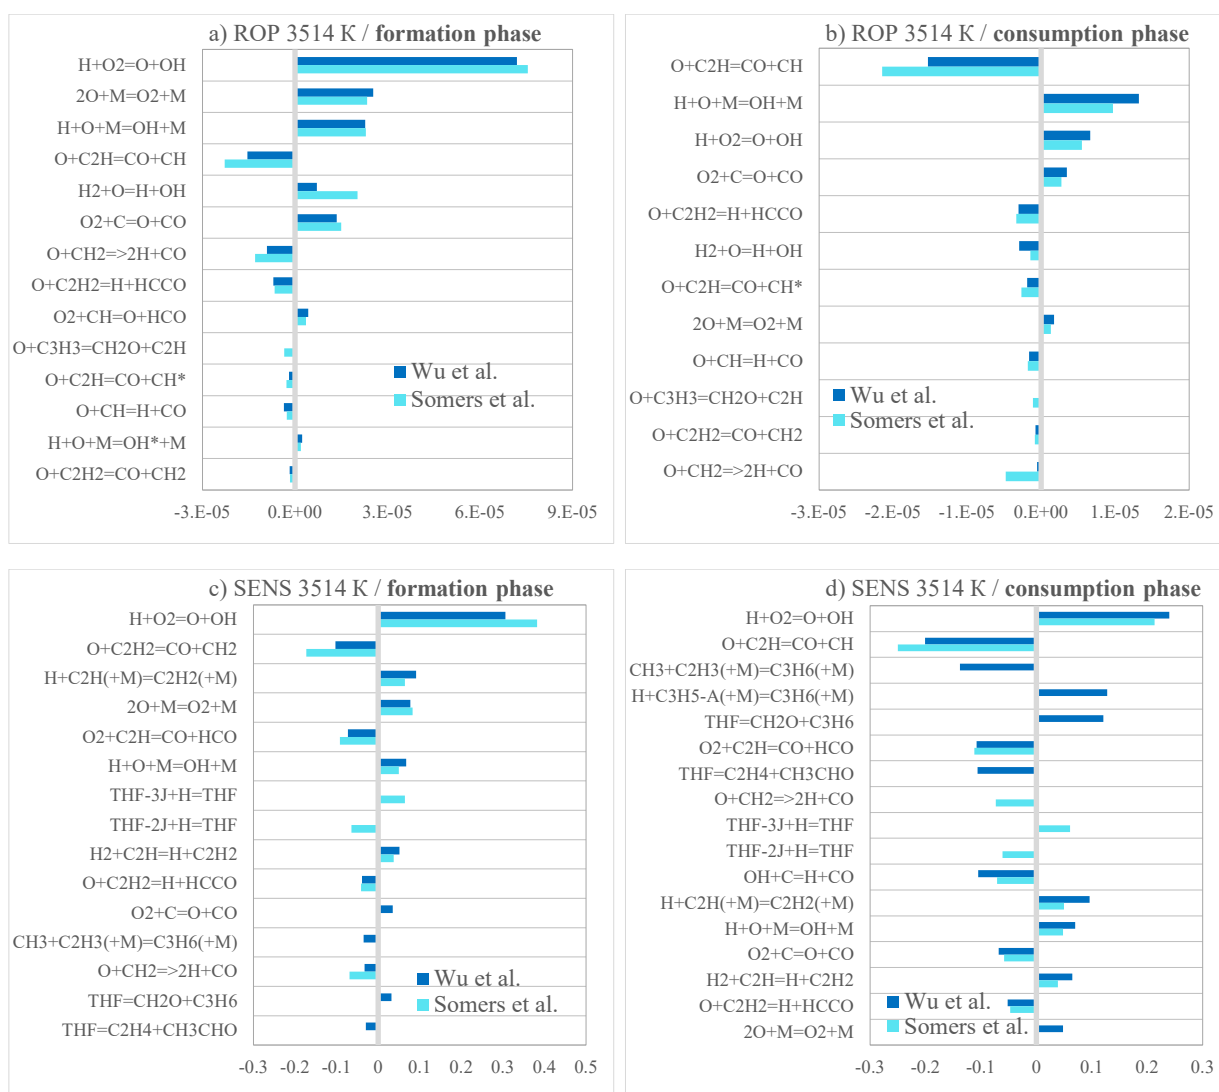 a) ROP 3514 K / formation phase
H+O2=O+OH
2O+M=O2+M
H+O+M=OH+M
O+C2H=CO+CH
H2+O=H+OH
O2+C=O+CO
O+CH2=>2H+CO
O+C2H2=H+HCCO
O2+CH=O+HCO
O+C3H3=CH2O+C2H
O+C2H=CO+CH*
O+CH=H+CO
H+O+M=OH*+M
O+C2H2=CO+CH2
Wu et al.
Somers et al.
-3.E-05 0.E+00 3.E-05 6.E-05 9.E-05
b) ROP 3514 K / consumption phase
O+C2H=CO+CH
H+O+M=OH+M
H+O2=O+OH
O2+C=O+CO
O+C2H2=H+HCCO
H2+O=H+OH
O+C2H=CO+CH*
2O+M=O2+M
O+CH=H+CO
O+C3H3=CH2O+C2H
O+C2H2=CO+CH2
O+CH2=>2H+CO
Wu et al.
Somers et al.
-3.E-05 -2.E-05 -1.E-05 0.E+00 1.E-05 2.E-05
c) SENS 3514 K / formation phase
H+O2=O+OH
O+C2H2=CO+CH2
H+C2H(+M)=C2H2(+M)
2O+M=O2+M
O2+C2H=CO+HCO
H+O+M=OH+M
THF-3J+H=THF
THF-2J+H=THF
H2+C2H=H+C2H2
O+C2H2=H+HCCO
O2+C=O+CO
CH3+C2H3(+M)=C3H6(+M)
O+CH2=>2H+CO
THF=CH2O+C3H6
THF=C2H4+CH3CHO
Wu et al.
Somers et al.
-0.3 -0.2 -0.1 0 0.1 0.2 0.3 0.4 0.5
d) SENS 3514 K / consumption phase
H+O2=O+OH
O+C2H=CO+CH
CH3+C2H3(+M)=C3H6(+M)
H+C3H5-A(+M)=C3H6(+M)
THF=CH2O+C3H6
O2+C2H=CO+HCO
THF=C2H4+CH3CHO
O+CH2=>2H+CO
THF-3J+H=THF
THF-2J+H=THF
OH+C=H+CO
H+C2H(+M)=C2H2(+M)
H+O+M=OH+M
O2+C=O+CO
H2+C2H=H+C2H2
O+C2H2=H+HCCO
2O+M=O2+M
Wu et al.
Somers et al.
-0.3 -0.2 -0.1 0 0.1 0.2 0.3